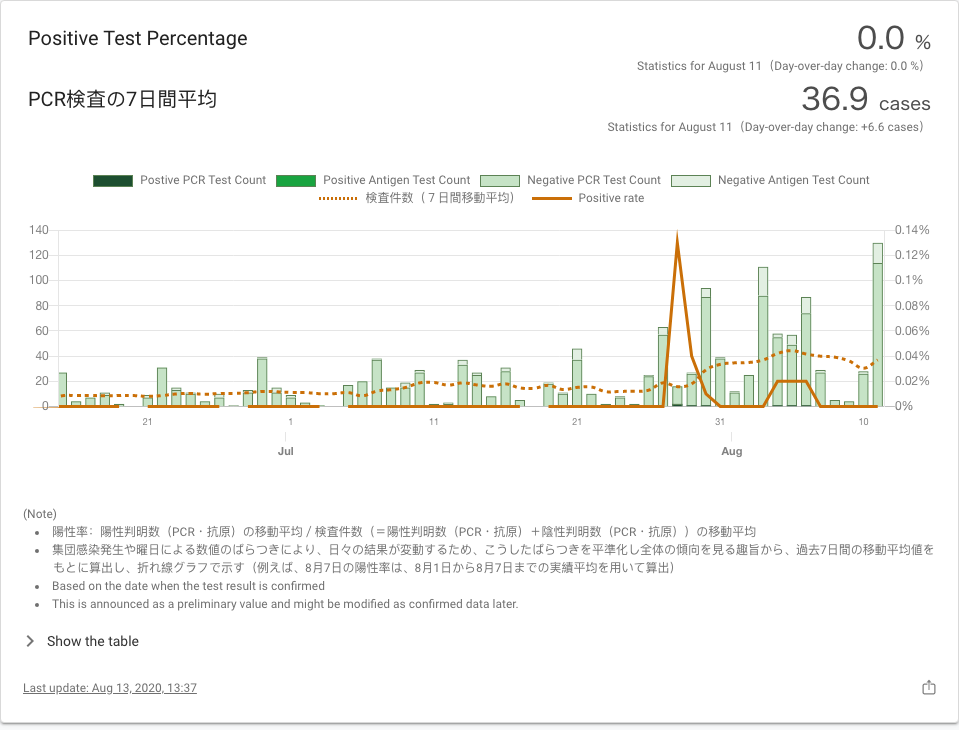 Positive Test Percentage
0.0 %
Statistics for August 11（Day-over-day change: 0.0 %）
PCR検査の7日間平均
36.9 cases
Statistics for August 11（Day-over-day change: +6.6 cases）
Postive PCR Test Count Positive Antigen Test Count Negative PCR Test Count Negative Antigen Test Count
検査件数（７日間移動平均） Positive rate
140 0.14%
120 0.12%
100 0.1%
80 0.08%
60 0.06%
40 0.04%
20 0.02%
0 0%
21 1 11 21 31 10
Jul Aug
(Note)
• 陽性率：陽性判明数（PCR・抗原）の移動平均 / 検査件数（＝陽性判明数（PCR・抗原）＋陰性判明数（PCR・抗原））の移動平均
• 集団感染発生や曜日による数値のばらつきにより、日々の結果が変動するため、こうしたばらつきを平準化し全体の傾向を見る趣旨から、過去7日間の移動平均値を
もとに算出し、折れ線グラフで示す（例えば、8月7日の陽性率は、8月1日から8月7日までの実績平均を用いて算出）
• Based on the date when the test result is confirmed
• This is announced as a preliminary value and might be modified as confirmed data later.
Show the table
Last update: Aug 13, 2020, 13:37